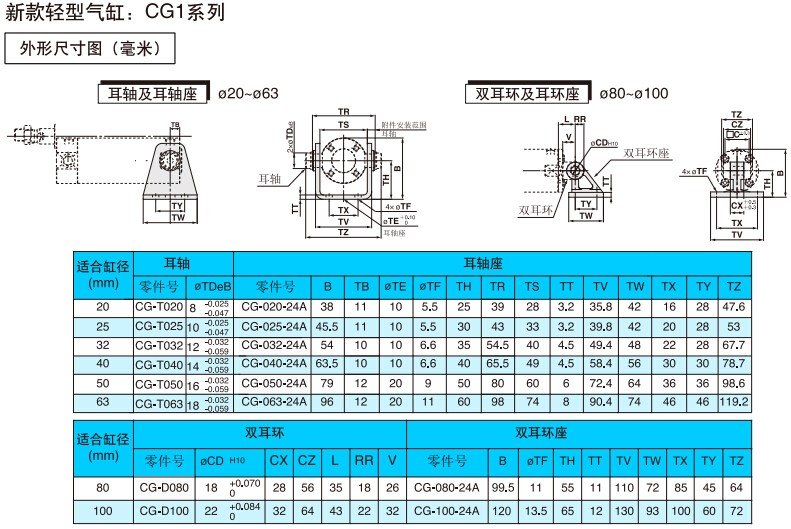 新款轻型气缸：CG1系列
外形尺寸图（毫米）
耳轴及耳轴座 ø20~ø63
双耳环及耳环座 ø80~ø100
TB
TY
TW
TR
TS
附件安装范围
耳轴
2×øTDe8
耳轴
B
TH
TT
TX
TV
TZ
4× øTF
øTE +0.10 0
耳轴座
L RR
V
øCDH10
双耳环座
双耳环
TT
TY
TW
TZ
CZ
4× øTF
B
TH
CX +0.5 +0.3
TX
TV
适合缸径 (mm) 耳轴 耳轴座
零件号 øTDeB 零件号 B TB øTE øTF TH TR TS TT TV TW TX TY TZ
20 CG-T020 8 -0.025 -0.047 CG-020-24A 38 11 10 5.5 25 39 28 3.2 35.8 42 16 28 47.6
25 CG-T025 10 -0.025 -0.047 CG-025-24A 45.5 11 10 5.5 30 43 33 3.2 39.8 42 20 28 53
32 CG-T032 12 -0.032 -0.059 CG-032-24A 54 10 10 6.6 35 54.5 40 4.5 49.4 48 22 28 67.7
40 CG-T040 14 -0.032 -0.059 CG-040-24A 63.5 10 10 6.6 40 65.5 49 4.5 58.4 56 30 30 78.7
50 CG-T050 16 -0.032 -0.059 CG-050-24A 79 12 20 9 50 80 60 6 72.4 64 36 36 98.6
63 CG-T063 18 -0.032 -0.059 CG-063-24A 96 12 20 11 60 98 74 8 90.4 74 46 46 119.2
适合缸径 (mm) 双耳环 双耳环座
零件号 øCD H10 CX CZ L RR V 零件号 B øTF TH TT TV TW TX TY TZ
80 CG-D080 18 +0.070 0 28 56 35 18 26 CG-080-24A 99.5 11 55 11 110 72 85 45 64
100 CG-D100 22 +0.084 0 32 64 43 22 32 CG-100-24A 120 13.5 65 12 130 93 100 60 72